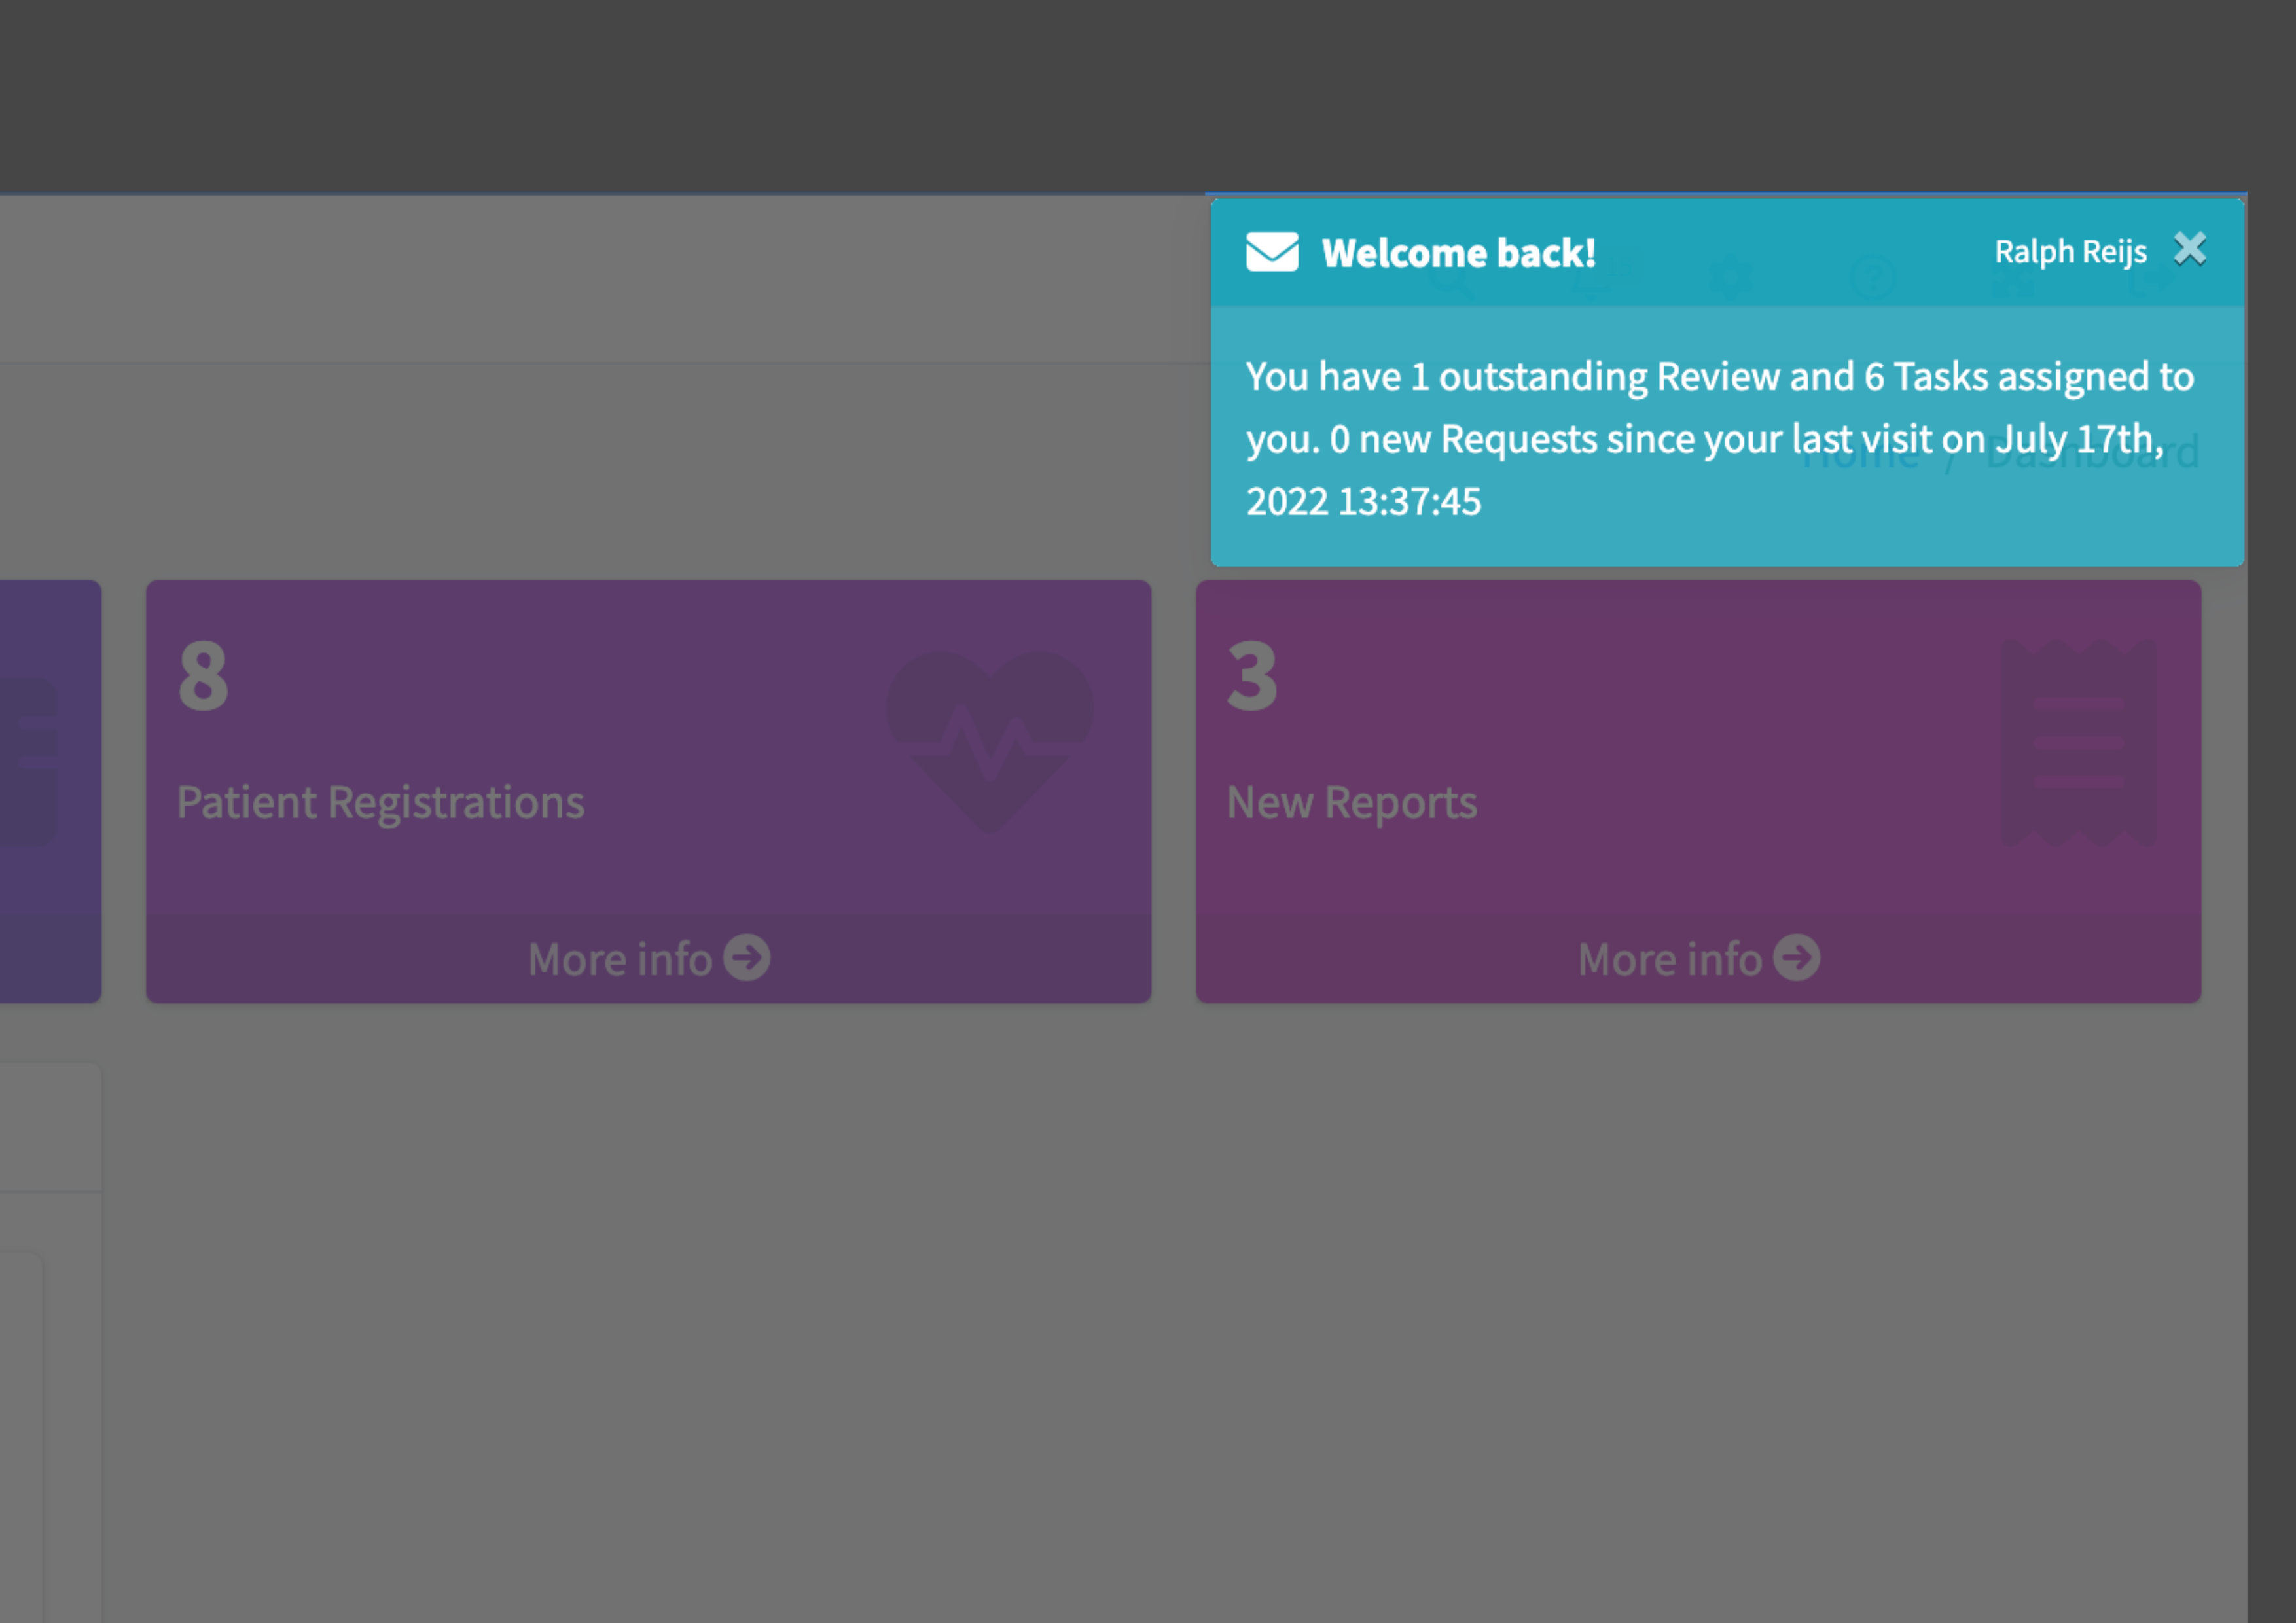 Welcome back!
Ralph Reijs
You have 1 outstanding Review and 6 Tasks assigned to
you. 0 new Requests since your last visit on July 17th,
2022 13:37:45
Home / Dashboard
8
Patient Registrations
More info
3
New Reports
More info